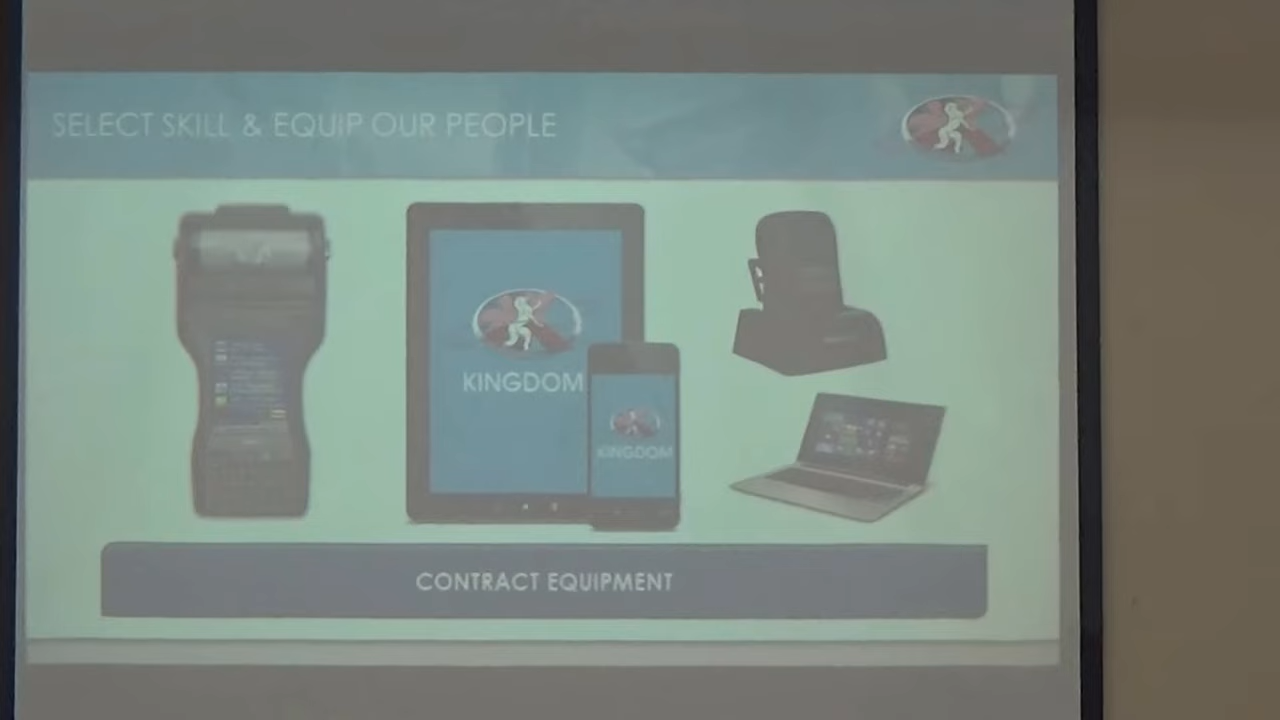 SELECT SKILL & EQUIP OUR PEOPLE
KINGDOM
KINGDOM
CONTRACT EQUIPMENT